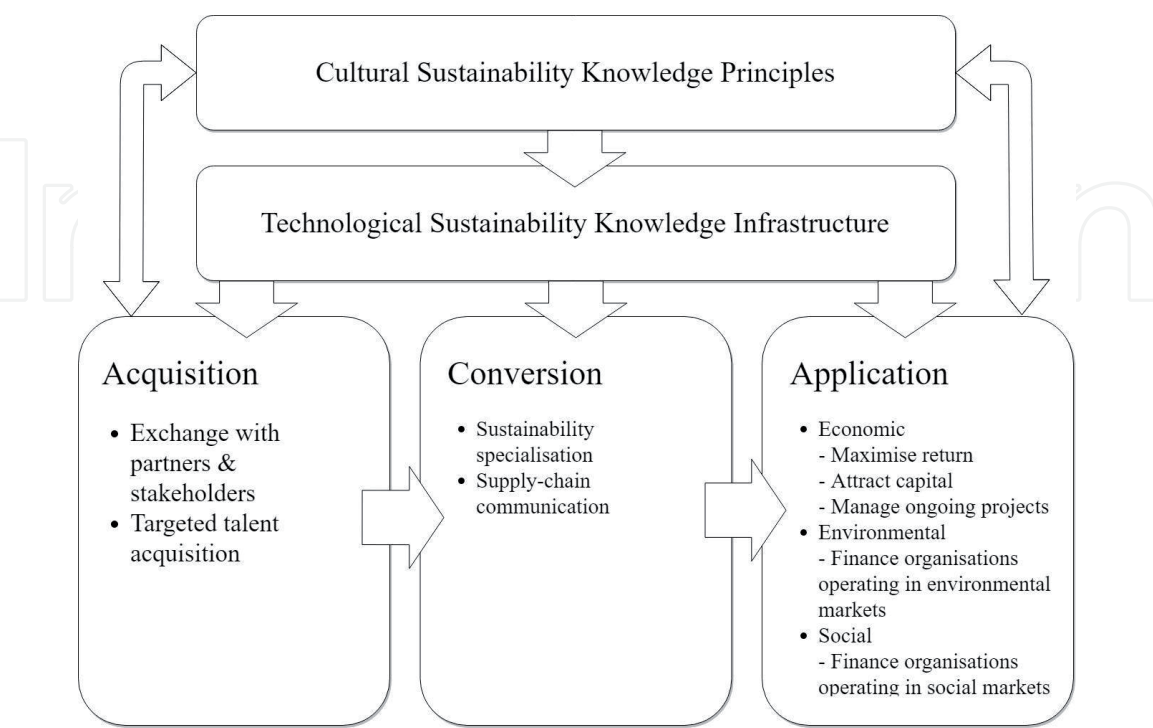 Cultural Sustainability Knowledge Principles
Technological Sustainability Knowledge Infrastructure
Acquisition
• Exchange with
partners &
stakeholders
• Targeted talent
acquisition
Conversion
• Sustainability
specialisation
• Supply-chain
communication
Application
• Economic
- Maximise return
- Attract capital
- Manage ongoing projects
• Environmental
- Finance organisations
operating in environmental
markets
• Social
- Finance organisations
operating in social markets